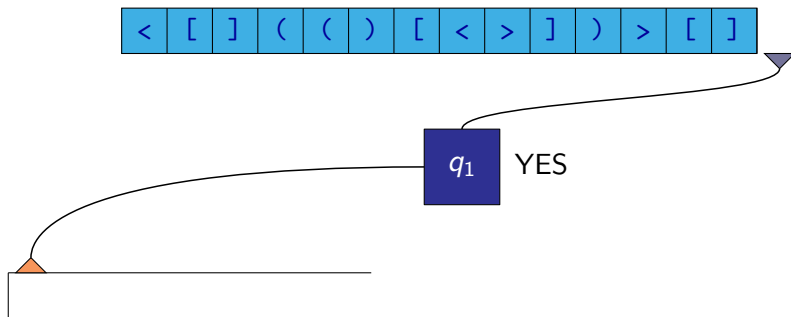 < [ ] ( ( ) [ < > ] ) > [ ]
q₁ YES